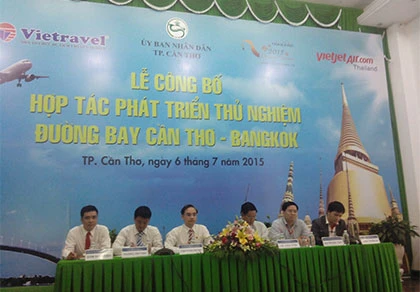 Vietravel
ỦY BAN NHÂN DÂN
TP. CẦN THƠ
VietJetAir.com
Thailand
LỄ CÔNG BỐ
HỢP TÁC PHÁT TRIỂN THỬ NGHIỆM
ĐƯỜNG BAY CẦN THƠ - BANGKOK
TP. Cần Thơ, ngày 6 tháng 7 năm 2015